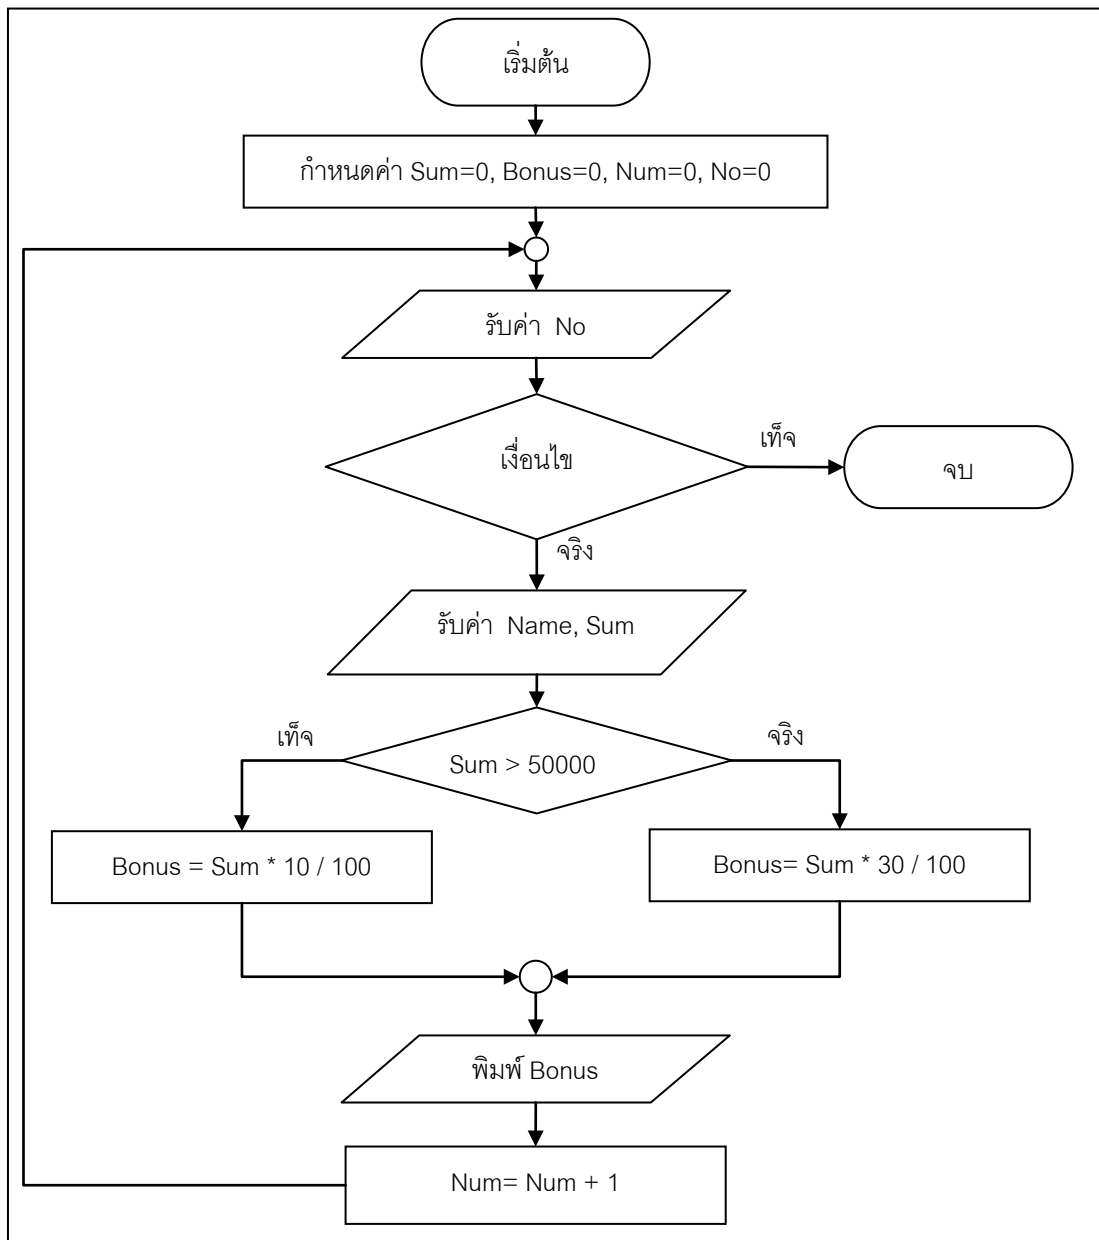 เริ่มต้น
กำหนดค่า Sum=0, Bonus=0, Num=0, No=0
รับค่า No
เงื่อนไข
เท็จ
จบ
จริง
รับค่า Name, Sum
เท็จ
จริง
Sum > 50000
Bonus = Sum * 10 / 100
Bonus= Sum * 30 / 100
พิมพ์ Bonus
Num= Num + 1